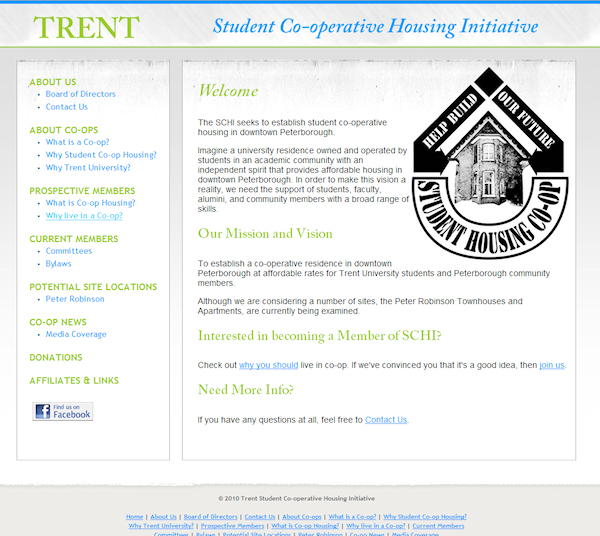 TRENT
Student Co-operative Housing Initiative
ABOUT US
Board of Directors
Contact Us
ABOUT CO-OPS
What is a Co-op?
Why Student Co-op Housing?
Why Trent University?
PROSPECTIVE MEMBERS
What is Co-op Housing?
Why live in a Co-op?
CURRENT MEMBERS
Committees
Bylaws
POTENTIAL SITE LOCATIONS
Peter Robinson
CO-OP NEWS
Media Coverage
DONATIONS
AFFILIATES & LINKS
Find us on
Facebook
Welcome
The SCHI seeks to establish student co-operative
housing in downtown Peterborough.
Imagine a university residence owned and operated by
students in an academic community with an
independent spirit that provides affordable housing in
downtown Peterborough. In order to make this vision a
reality, we need the support of students, faculty,
alumni, and community members with a broad range of
skills.
HELP BUILD
OUR FUTURE
STUDENT HOUSING CO-OP
Our Mission and Vision
To establish a co-operative residence in downtown
Peterborough at affordable rates for Trent University students and Peterborough community
members.
Although we are considering a number of sites, the Peter Robinson Townhouses and
Apartments, are currently being examined.
Interested in becoming a Member of SCHI?
Check out why you should live in co-op. If we've convinced you that it's a good idea, then join us.
Need More Info?
If you have any questions at all, feel free to Contact Us.
© 2010 Trent Student Co-operative Housing Initiative
Home | About Us | Board of Directors | Contact Us | About Co-ops | What is a Co-op? | Why Student Co-op Housing?
Why Trent University? | Prospective Members | What is Co-op Housing? | Why live in a Co-op? | Current Members
Committees | Bylaws | Potential Site Locations | Peter Robinson | Co-op News | Media Coverage